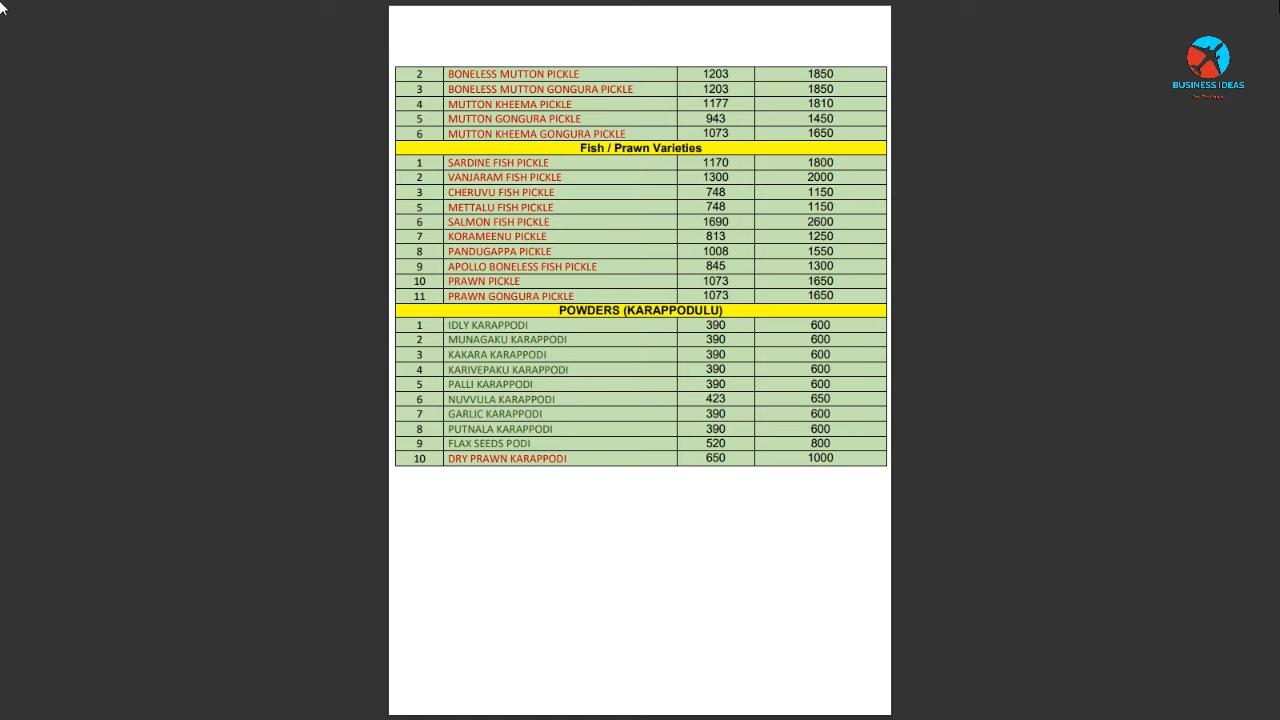 2 BONELESS MUTTON PICKLE 1203 1850
3 BONELESS MUTTON GONGURA PICKLE 1203 1850
4 MUTTON KHEEMA PICKLE 1177 1810
5 MUTTON GONGURA PICKLE 943 1450
6 MUTTON KHEEMA GONGURA PICKLE 1073 1650
Fish / Prawn Varieties
1 SARDINE FISH PICKLE 1170 1800
2 VANJARAM FISH PICKLE 1300 2000
3 CHERUVU FISH PICKLE 748 1150
5 METTALU FISH PICKLE 748 1150
6 SALMON FISH PICKLE 1690 2600
7 KORAMEENU PICKLE 813 1250
8 PANDUGAPPA PICKLE 1008 1550
9 APOLLO BONELESS FISH PICKLE 845 1300
10 PRAWN PICKLE 1073 1650
11 PRAWN GONGURA PICKLE 1073 1650
POWDERS (KARAPPODULU)
1 IDLY KARAPPODI 390 600
2 MUNAGAKU KARAPPODI 390 600
3 KAKARA KARAPPODI 390 600
4 KARIVEPAKU KARAPPODI 390 600
5 PALLI KARAPPODI 390 600
6 NUVVULA KARAPPODI 423 650
7 GARLIC KARAPPODI 390 600
8 PUTNALA KARAPPODI 390 600
9 FLAX SEEDS PODI 520 800
10 DRY PRAWN KARAPPODI 650 1000
BUSINESS IDEAS